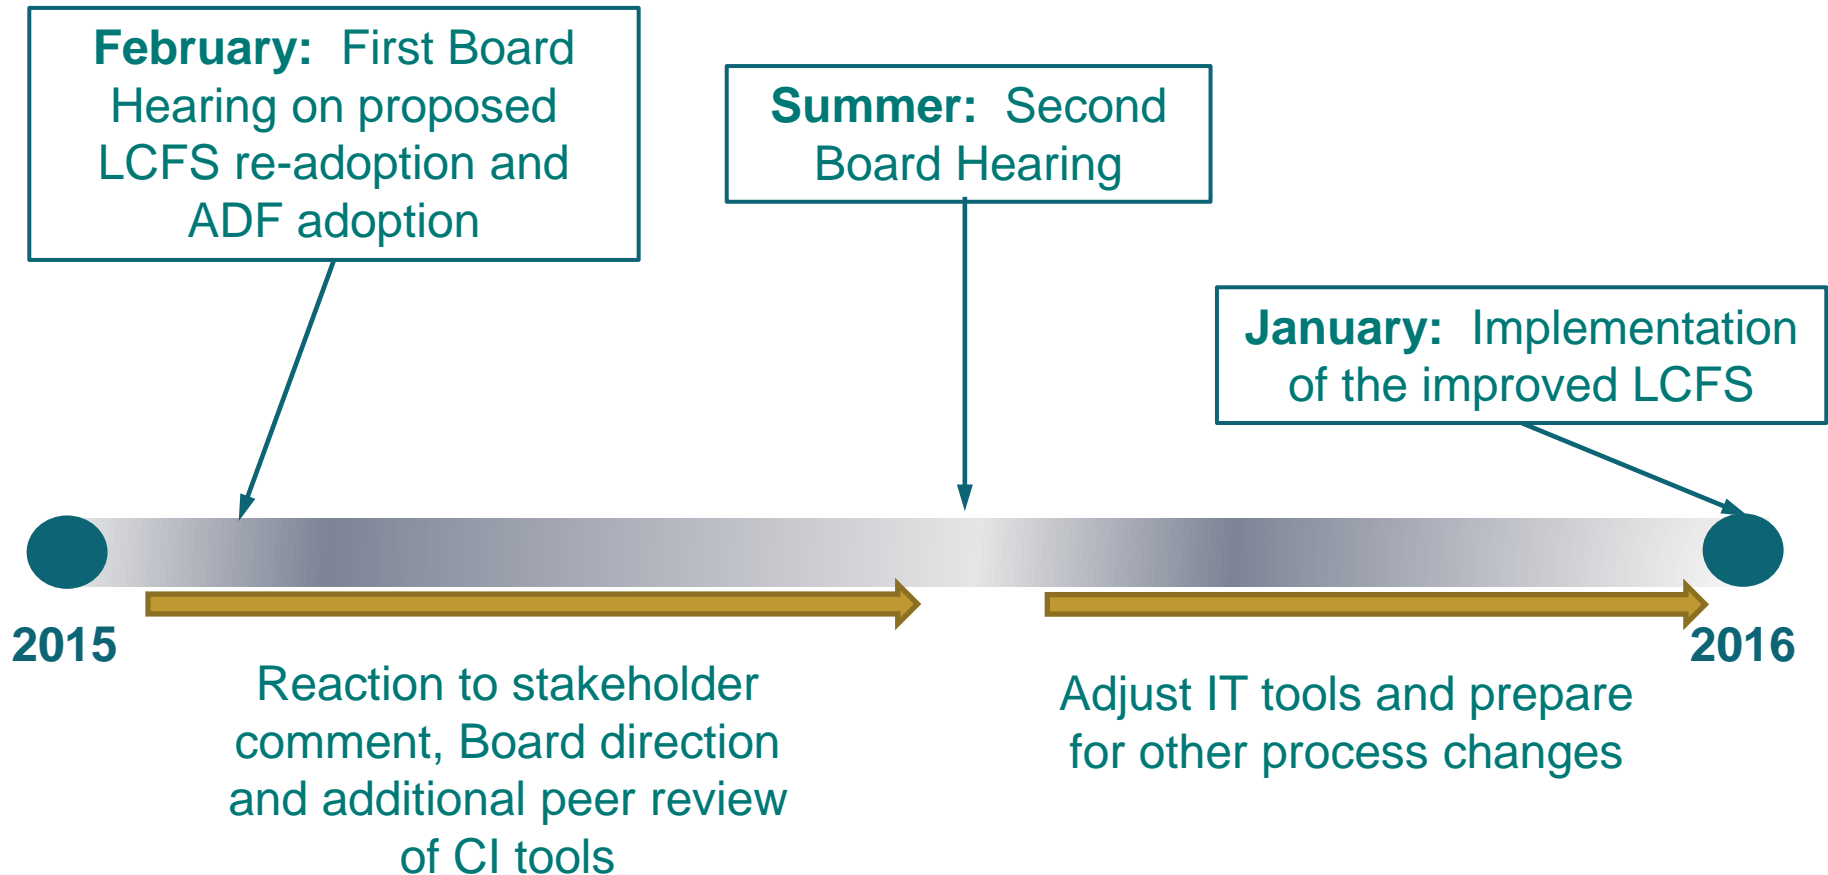 February: First Board
Hearing on proposed
LCFS re-adoption and
ADF adoption
Summer: Second
Board Hearing
January: Implementation
of the improved LCFS
2015
2016
Reaction to stakeholder
comment, Board direction
and additional peer review
of CI tools
Adjust IT tools and prepare
for other process changes